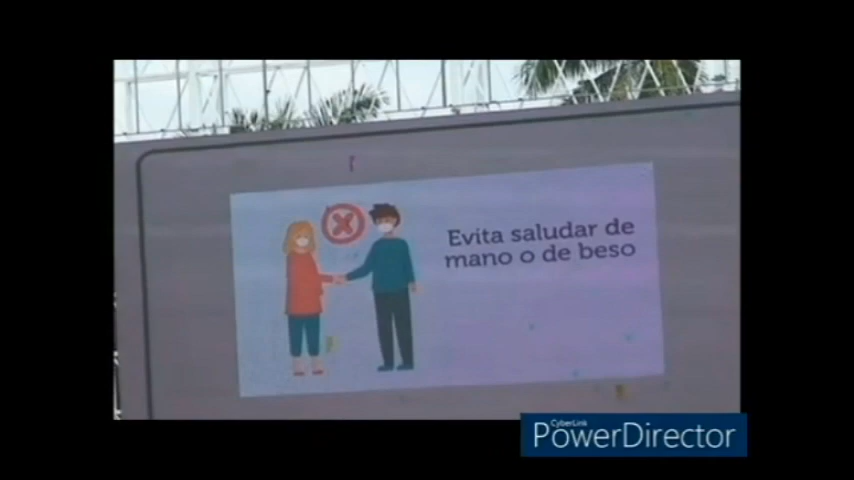 Evita saludar de
mano o de beso
CyberLink
PowerDirector